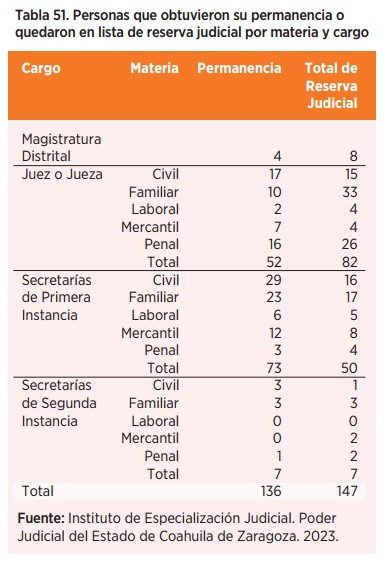 Tabla 51. Personas que obtuvieron su permanencia o
quedaron en lista de reserva judicial por materia y cargo
Cargo Materia Permanencia Total de
Reserva
Judicial
Magistratura
Distrital 4 8
Juez o Jueza Civil 17 15
Familiar 10 33
Laboral 2 4
Mercantil 7 4
Penal 16 26
Total 52 82
Secretarías Civil 29 16
de Primera Familiar 23 17
Instancia Laboral 6 5
Mercantil 12 8
Penal 3 4
Total 73 50
Secretarías Civil 3 1
de Segunda Familiar 3 3
Instancia Laboral 0 0
Mercantil 0 2
Penal 1 2
Total 7 7
Total 136 147
Fuente: Instituto de Especialización Judicial. Poder
Judicial del Estado de Coahuila de Zaragoza. 2023.